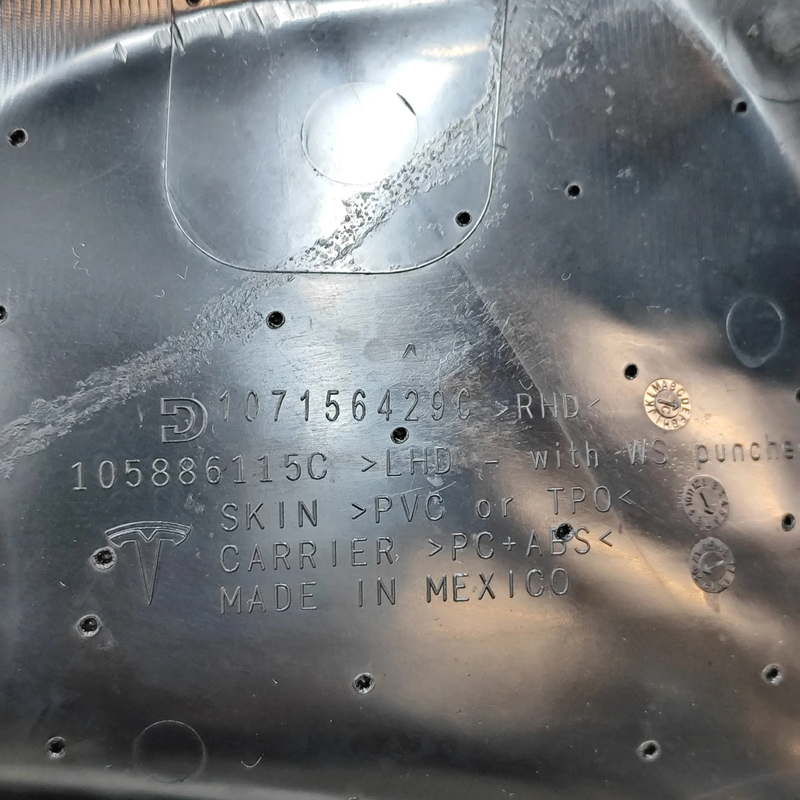 107156429C >RHD<
105886115C >LHD - with WS punche
SKIN >PVC or TPO<
CARRIER >PC+ABS<
MADE IN MEXICO